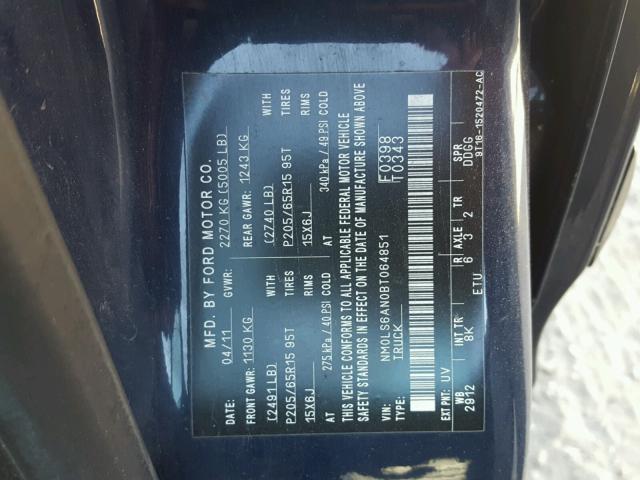 MFD. BY FORD MOTOR CO.
DATE: 04/11 GVWR: 2270 KG (5005 LB)
FRONT GAWR: 1130 KG REAR GAWR: 1243 KG
(2491 LB) WITH (2740 LB) WITH
P205/65R15 95T TIRES P205/65R15 95T TIRES
15X6J RIMS 15X6J RIMS
AT 275 kPa / 40 PSI COLD AT 340 kPa / 49 PSI COLD
THIS VEHICLE CONFORMS TO ALL APPLICABLE FEDERAL MOTOR VEHICLE
SAFETY STANDARDS IN EFFECT ON THE DATE OF MANUFACTURE SHOWN ABOVE
VIN: NM0LS6AN0BT064851 F0398
TYPE: TRUCK T0343
EXT PNT: UV
WB INT TR R AXLE TR SPR
2912 8K 6 3 2 DDGG
ETU 9T16-1520472-AC